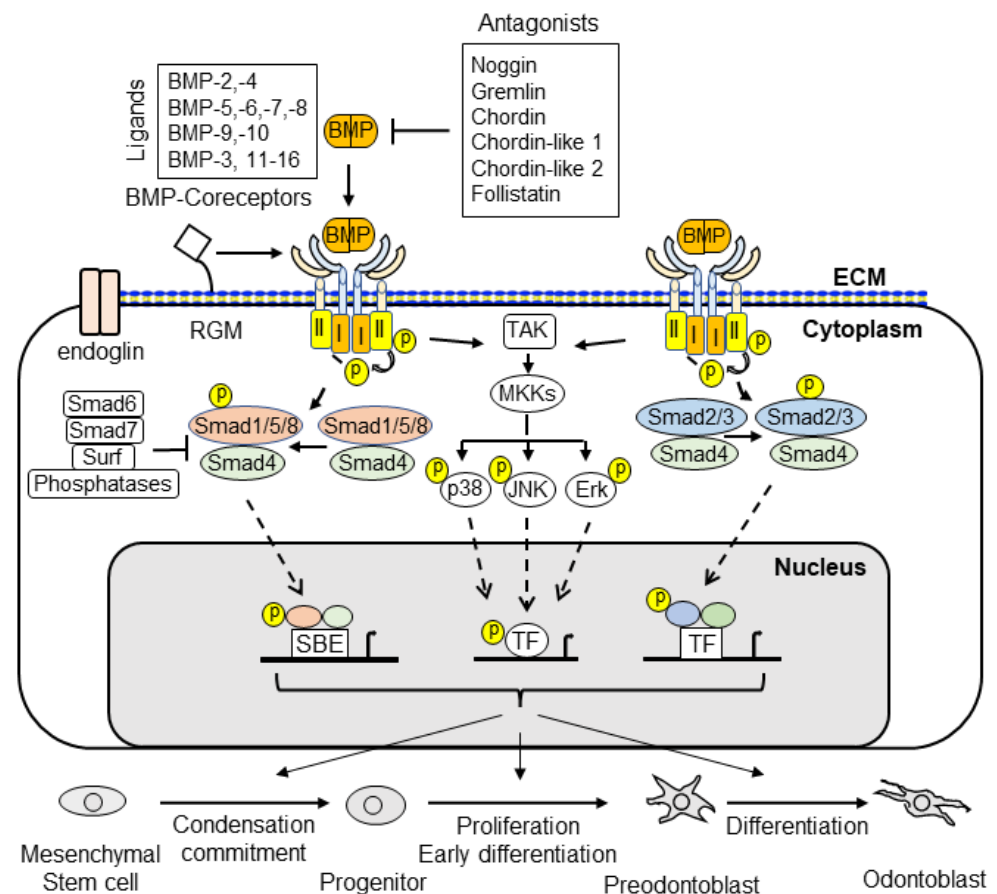 Antagonists
Noggin
Gremlin
Chordin
Chordin-like 1
Chordin-like 2
Follistatin
Ligands
BMP-2,-4
BMP-5,-6,-7,-8
BMP-9,-10
BMP-3, 11-16
BMP
BMP-Coreceptors
BMP
BMP
ECM
Cytoplasm
endoglin
RGM
II
I
I
II
P
P
TAK
MKKs
II
I
I
II
P
P
Smad6
Smad7
Surf
Phosphatases
P
Smad1/5/8
Smad4
Smad1/5/8
Smad4
P
p38
P
JNK
P
Erk
Smad2/3
Smad4
P
Smad2/3
Smad4
Nucleus
P
SBE
P
TF
P
TF
Mesenchymal
Stem cell
Condensation
commitment
Progenitor
Proliferation
Early differentiation
Preodontoblast
Differentiation
Odontoblast